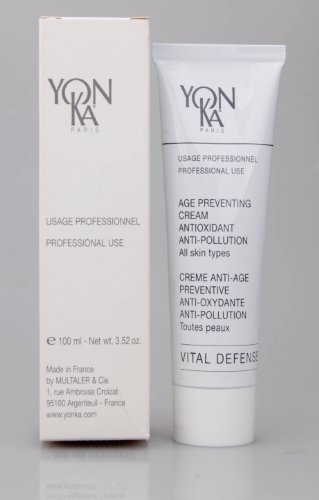 YON
KA
PARIS
USAGE PROFESSIONNEL
PROFESSIONAL USE
e 100 ml - Net wt. 3.52 oz.
Made in France
by MULTALER & Cie
1, rue Ambroise Croizat
95100 Argenteuil - France
www.yonka.com
YON
KA
PARIS
USAGE PROFESSIONNEL
PROFESSIONAL USE
AGE PREVENTING
CREAM
ANTIOXIDANT
ANTI-POLLUTION
All skin types
CREME ANTI-AGE
PREVENTIVE
ANTI-OXYDANTE
ANTI-POLLUTION
Toutes peaux
VITAL DEFENSE